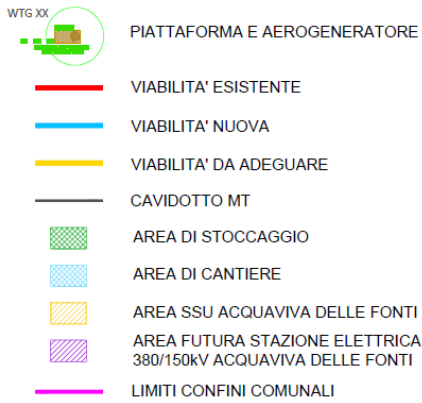 WTG XX
PIATTAFORMA E AEROGENERATORE
VIABILITA' ESISTENTE
VIABILITA' NUOVA
VIABILITA' DA ADEGUARE
CAVIDOTTO MT
AREA DI STOCCAGGIO
AREA DI CANTIERE
AREA SSU ACQUAVIVA DELLE FONTI
AREA FUTURA STAZIONE ELETTRICA
380/150kV ACQUAVIVA DELLE FONTI
LIMITI CONFINI COMUNALI